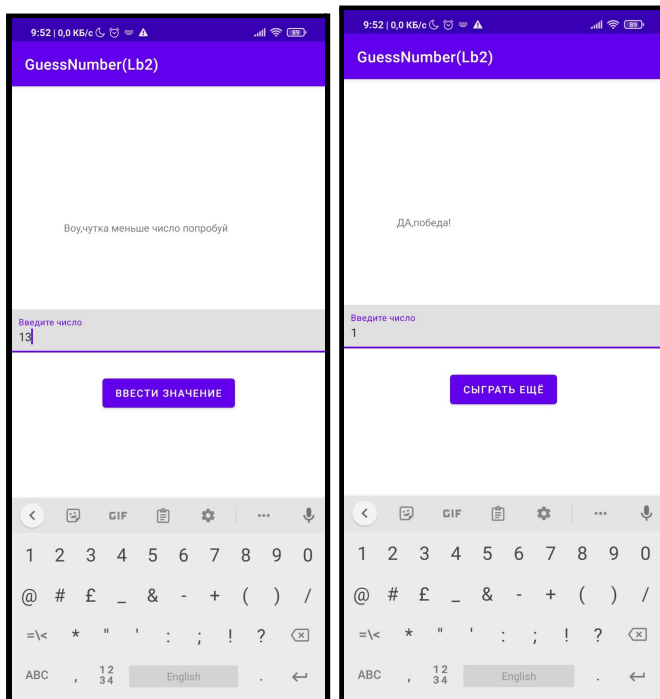 9:52 | 0,0 КБ/с
89
GuessNumber(Lb2)
Воу,чутка меньше число попробуй
Введите число
13
ВВЕСТИ ЗНАЧЕНИЕ
GIF
1 2 3 4 5 6 7 8 9 0
@ # £ _ & - + ( ) /
=\< * " ' : ; ! ?
ABC , 12 34 English .
9:52 | 0,0 КБ/с
89
GuessNumber(Lb2)
ДА,победа!
Введите число
1
СЫГРАТЬ ЕЩЁ
GIF
1 2 3 4 5 6 7 8 9 0
@ # £ _ & - + ( ) /
=\< * " ' : ; ! ?
ABC , 12 34 English .